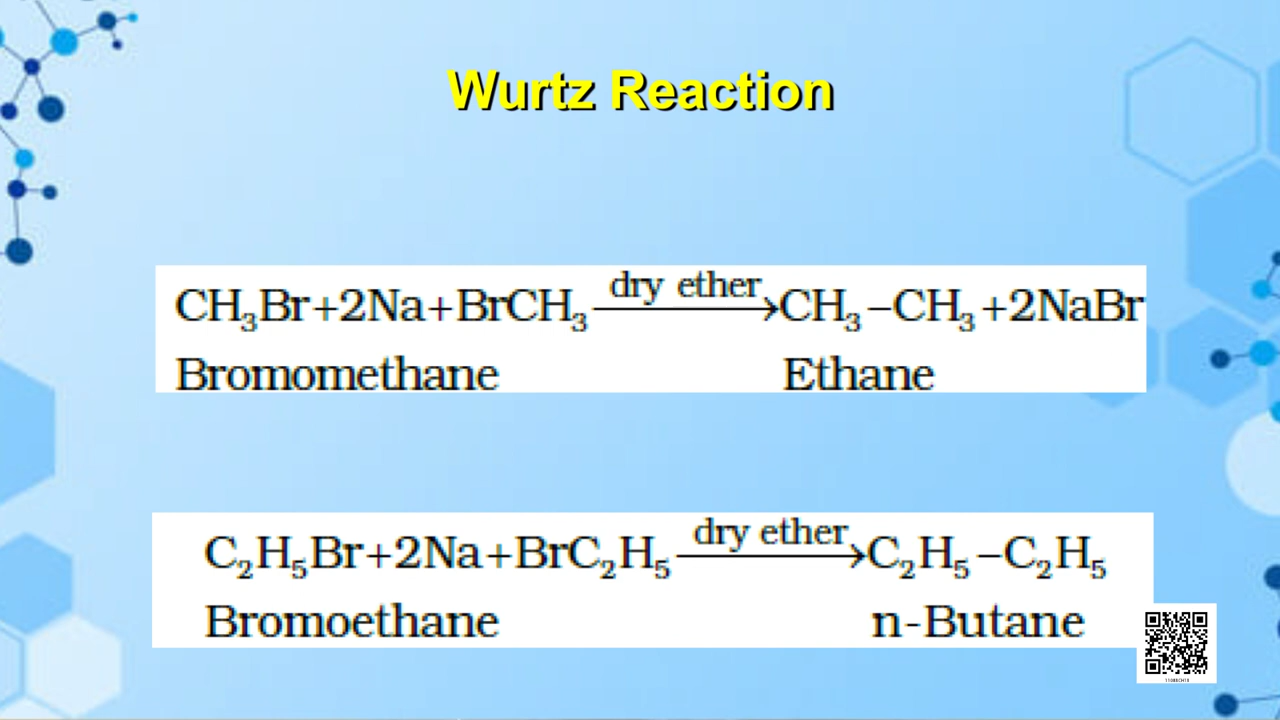 Wurtz Reaction
CH₃Br+2Na+BrCH₃ dry ether→ CH₃–CH₃+2NaBr
Bromomethane Ethane
C₂H₅Br+2Na+BrC₂H₅ dry ether→ C₂H₅–C₂H₅
Bromoethane n-Butane